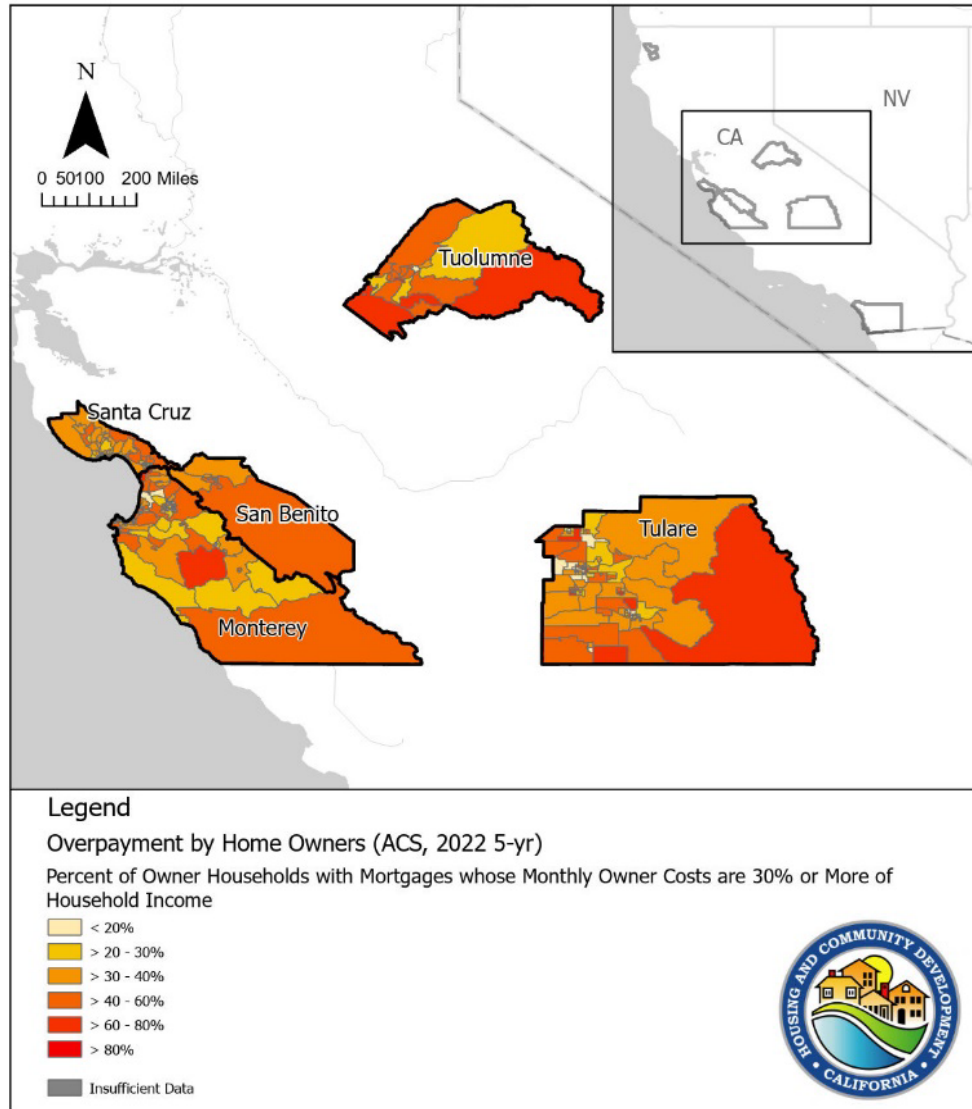 N
0 50100 200 Miles
CA
NV
Tuolumne
Santa Cruz
San Benito
Monterey
Tulare
Legend
Overpayment by Home Owners (ACS, 2022 5-yr)
Percent of Owner Households with Mortgages whose Monthly Owner Costs are 30% or More of
Household Income
< 20%
> 20 - 30%
> 30 - 40%
> 40 - 60%
> 60 - 80%
> 80%
Insufficient Data
HOUSING AND COMMUNITY DEVELOPMENT
• CALIFORNIA •